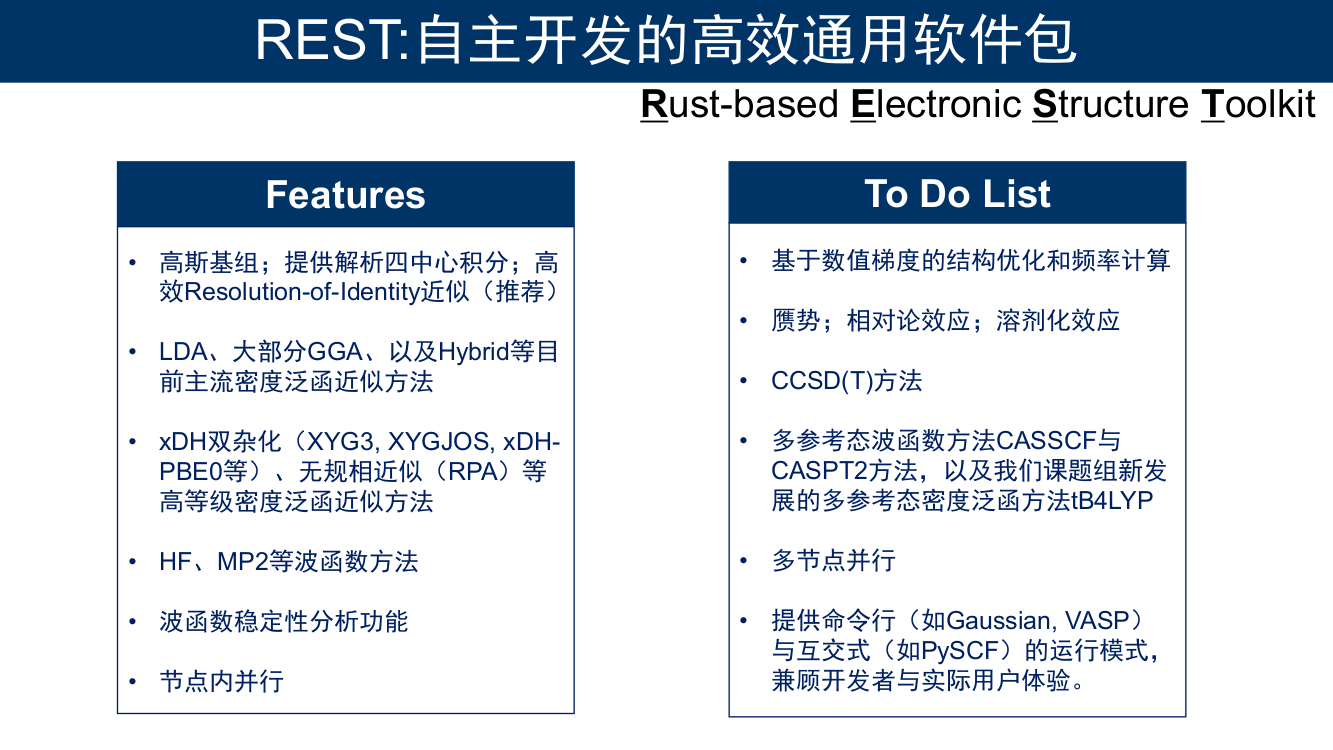 REST:自主开发的高效通用软件包
Rust-based Electronic Structure Toolkit
Features
• 高斯基组；提供解析四中心积分；高
效Resolution-of-Identity近似（推荐）
• LDA、大部分GGA、以及Hybrid等目
前主流密度泛函近似方法
• xDH双杂化（XYG3, XYGJOS, xDH-
PBE0等）、无规相近似（RPA）等
高等级密度泛函近似方法
• HF、MP2等波函数方法
• 波函数稳定性分析功能
• 节点内并行
To Do List
• 基于数值梯度的结构优化和频率计算
• 赝势；相对论效应；溶剂化效应
• CCSD(T)方法
• 多参考态波函数方法CASSCF与
CASPT2方法，以及我们课题组新发
展的多参考态密度泛函方法tB4LYP
• 多节点并行
• 提供命令行（如Gaussian, VASP）
与互交式（如PySCF）的运行模式，
兼顾开发者与实际用户体验。